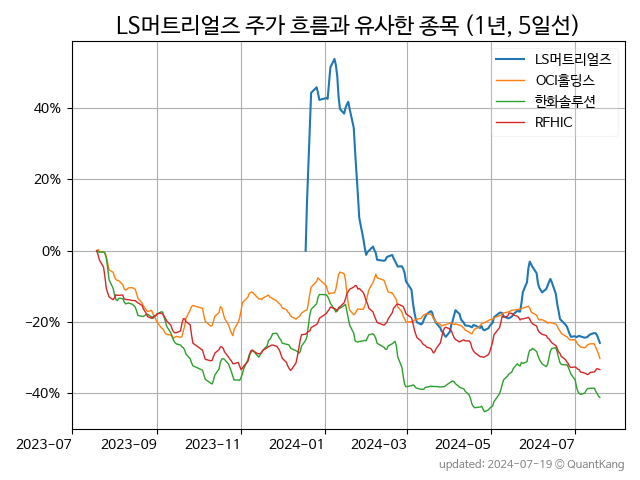 LS머트리얼즈 주가 흐름과 유사한 종목 (1년, 5일선)
LS머트리얼즈
OCI홀딩스
한화솔루션
RFHIC
40%
20%
0%
−20%
−40%
2023-07 2023-09 2023-11 2024-01 2024-03 2024-05 2024-07
updated: 2024-07-19 @ QuantKang